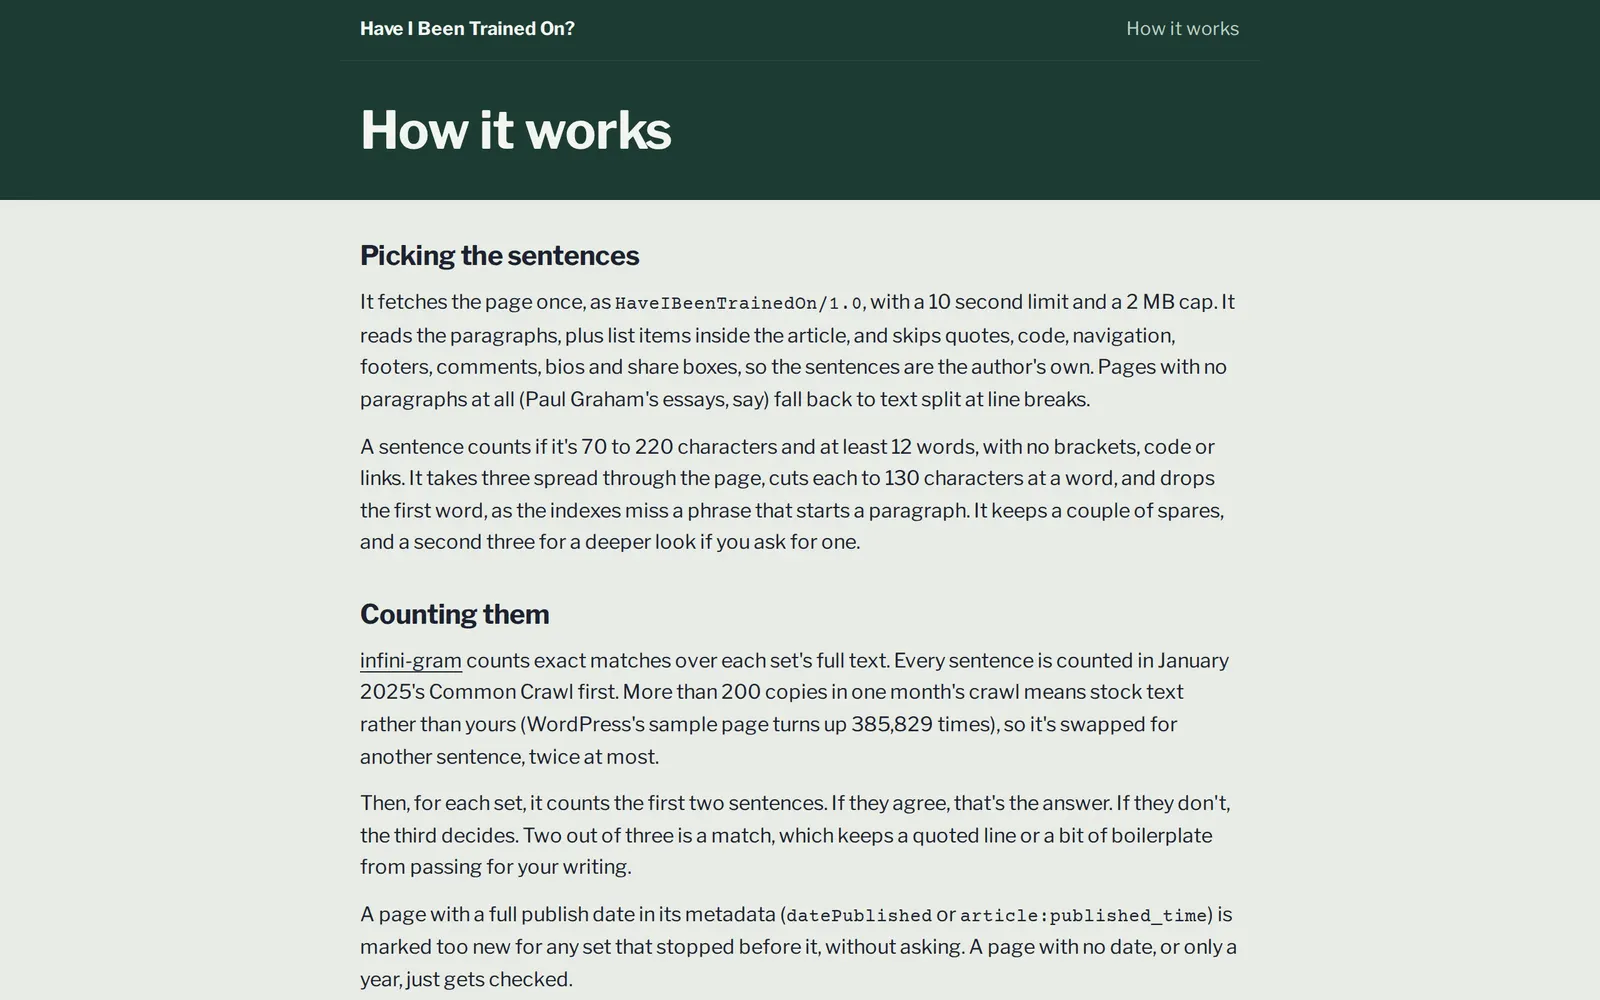 Have I Been Trained On?
How it works
How it works
Picking the sentences
It fetches the page once, as HaveIBeenTrainedOn/1.0, with a 10 second limit and a 2 MB cap. It
reads the paragraphs, plus list items inside the article, and skips quotes, code, navigation,
footers, comments, bios and share boxes, so the sentences are the author's own. Pages with no
paragraphs at all (Paul Graham's essays, say) fall back to text split at line breaks.
A sentence counts if it's 70 to 220 characters and at least 12 words, with no brackets, code or
links. It takes three spread through the page, cuts each to 130 characters at a word, and drops
the first word, as the indexes miss a phrase that starts a paragraph. It keeps a couple of spares,
and a second three for a deeper look if you ask for one.
Counting them
infini-gram counts exact matches over each set's full text. Every sentence is counted in January
2025's Common Crawl first. More than 200 copies in one month's crawl means stock text
rather than yours (WordPress's sample page turns up 385,829 times), so it's swapped for
another sentence, twice at most.
Then, for each set, it counts the first two sentences. If they agree, that's the answer. If they don't,
the third decides. Two out of three is a match, which keeps a quoted line or a bit of boilerplate
from passing for your writing.
A page with a full publish date in its metadata (datePublished or article:published_time) is
marked too new for any set that stopped before it, without asking. A page with no date, or only a
year, just gets checked.